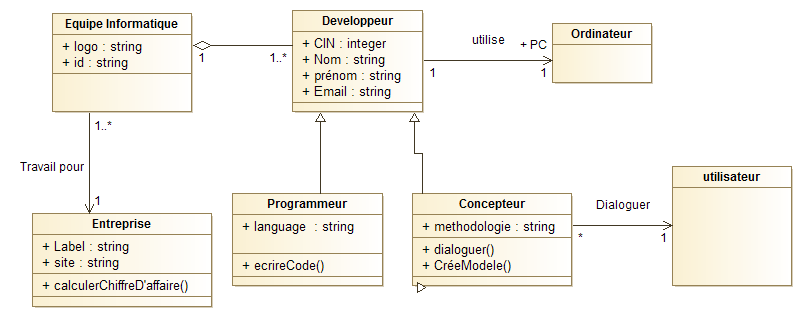 Equipe Informatique
+ logo : string
+ id : string
1
1..*
Developpeur
+ CIN : integer
+ Nom : string
+ prénom : string
+ Email : string
1
utilise
+ PC
1
Ordinateur
1..*
Travail pour
1
Entreprise
+ Label : string
+ site : string
+ calculerChiffreD'affaire()
Programmeur
+ language : string
+ ecrireCode()
Concepteur
+ methodologie : string
+ dialoguer()
+ CréeModele()
*
Dialoguer
1
utilisateur